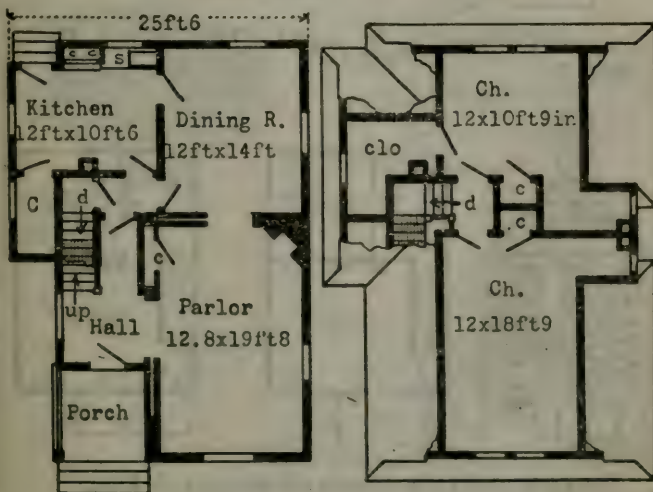 25ft6
c c S
Kitchen
12ftx10ft6
Dining R.
12ftx14ft
C
d
c
up
Hall
Parlor
12.8x19ft8
Porch
Ch.
12x10ft9in.
clo
d
c
c
Ch.
12x18ft9